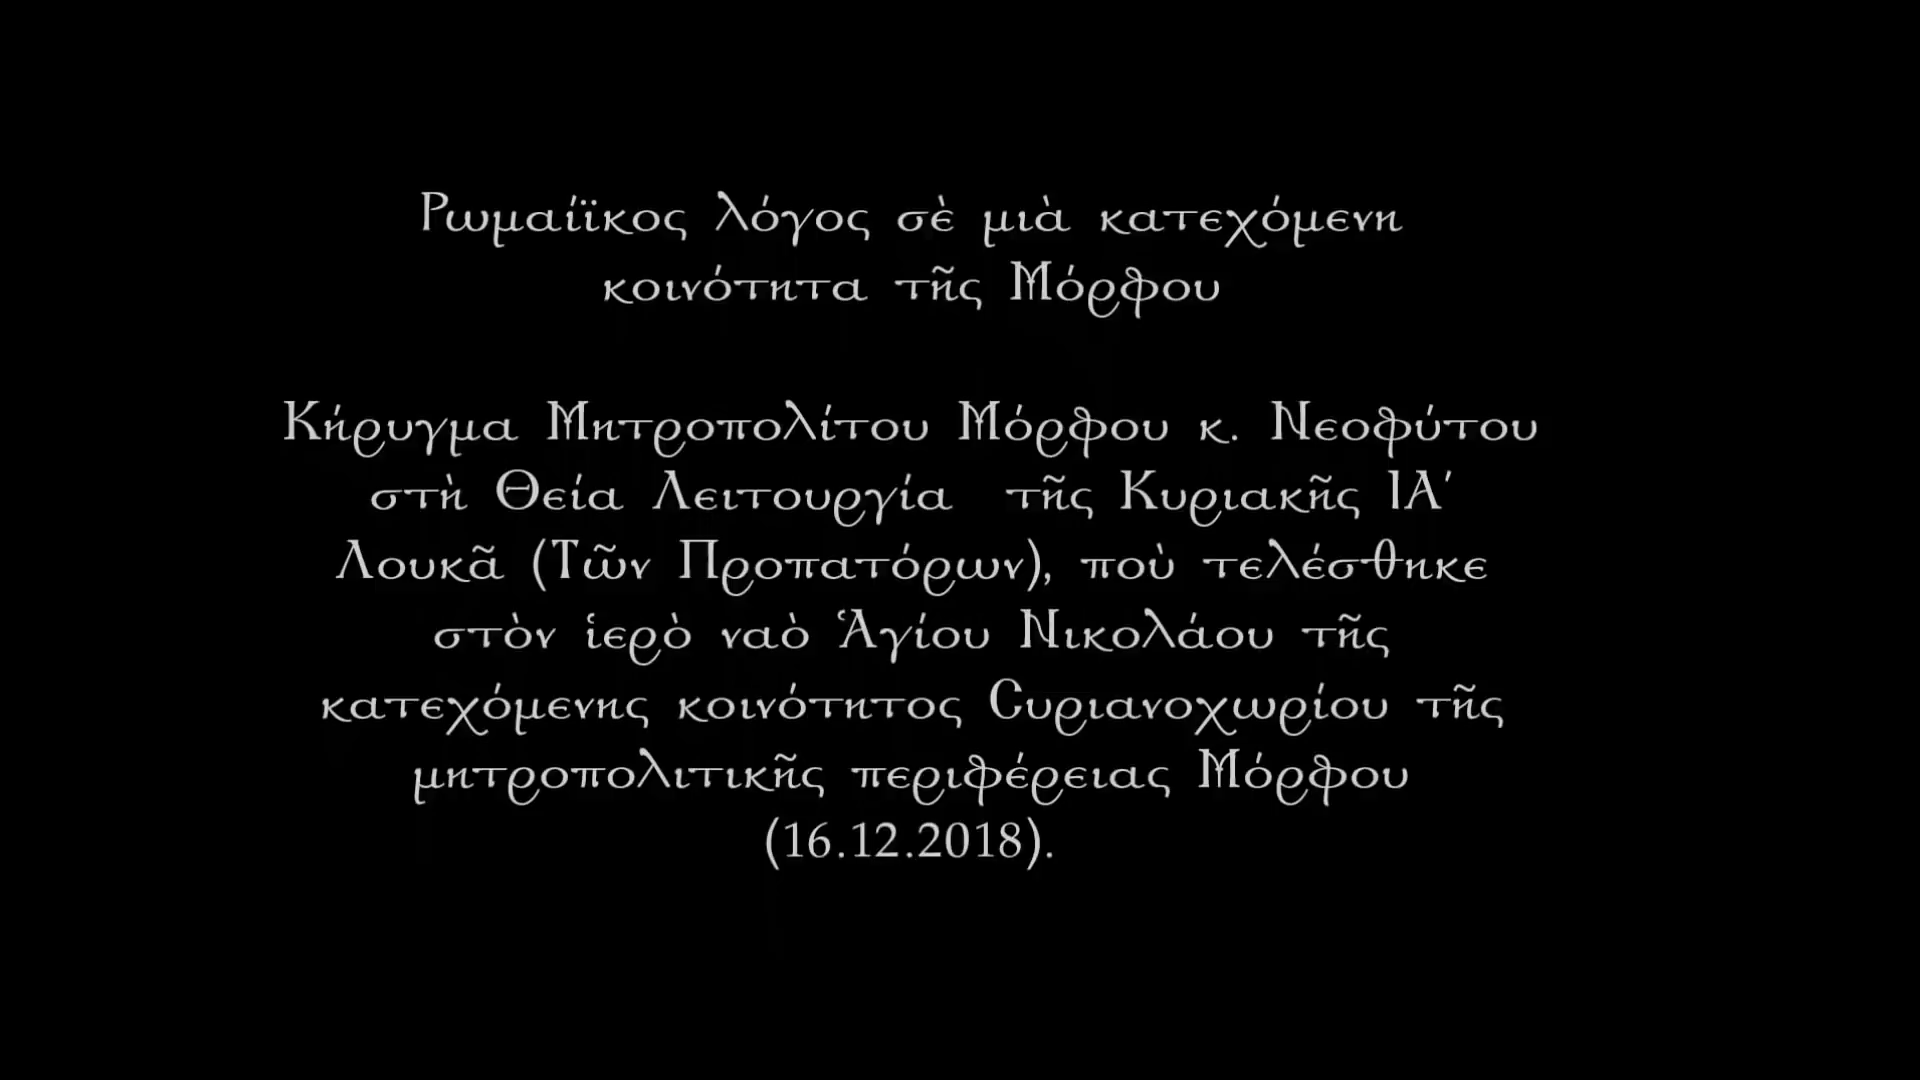 Ρωμαίϊκος λόγος σὲ μιὰ κατεχόμενη
κοινότητα τῆς Μόρφου
Κήρυγμα Μητροπολίτου Μόρφου κ. Νεοφύτου
στὴ Θεία Λειτουργία τῆς Κυριακῆς ΙΑ΄
Λουκᾶ (Τῶν Προπατόρων), ποὺ τελέσθηκε
στὸν ἱερὸ ναὸ Ἁγίου Νικολάου τῆς
κατεχόμενης κοινότητος Συριανοχωρίου τῆς
μητροπολιτικῆς περιφέρειας Μόρφου
(16.12.2018).